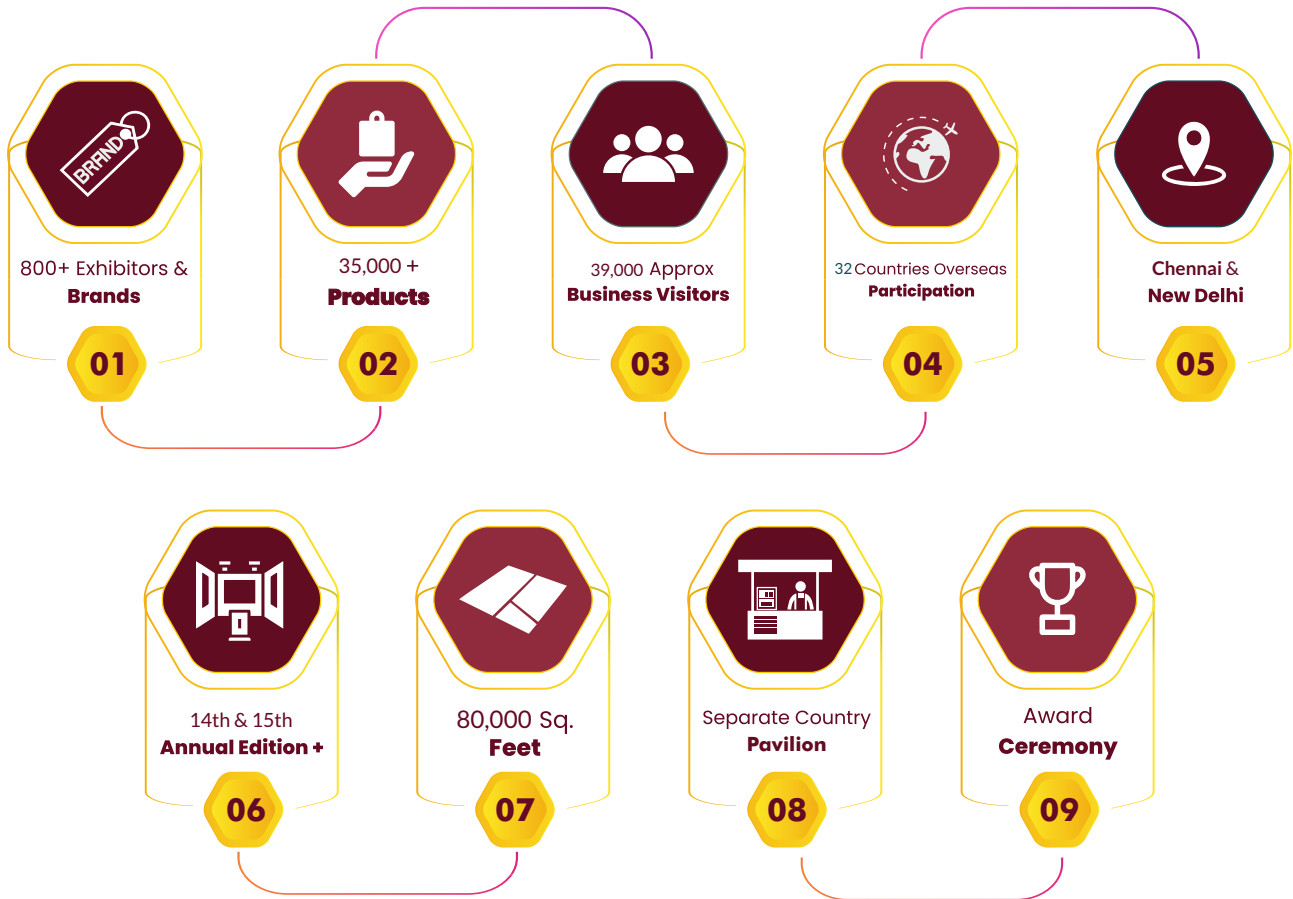 BRAND
800+ Exhibitors &
Brands
01
35,000 +
Products
02
39,000 Approx
Business Visitors
03
32 Countries Overseas
Participation
04
Chennai &
New Delhi
05
14th & 15th
Annual Edition +
06
80,000 Sq.
Feet
07
Separate Country
Pavilion
08
Award
Ceremony
09